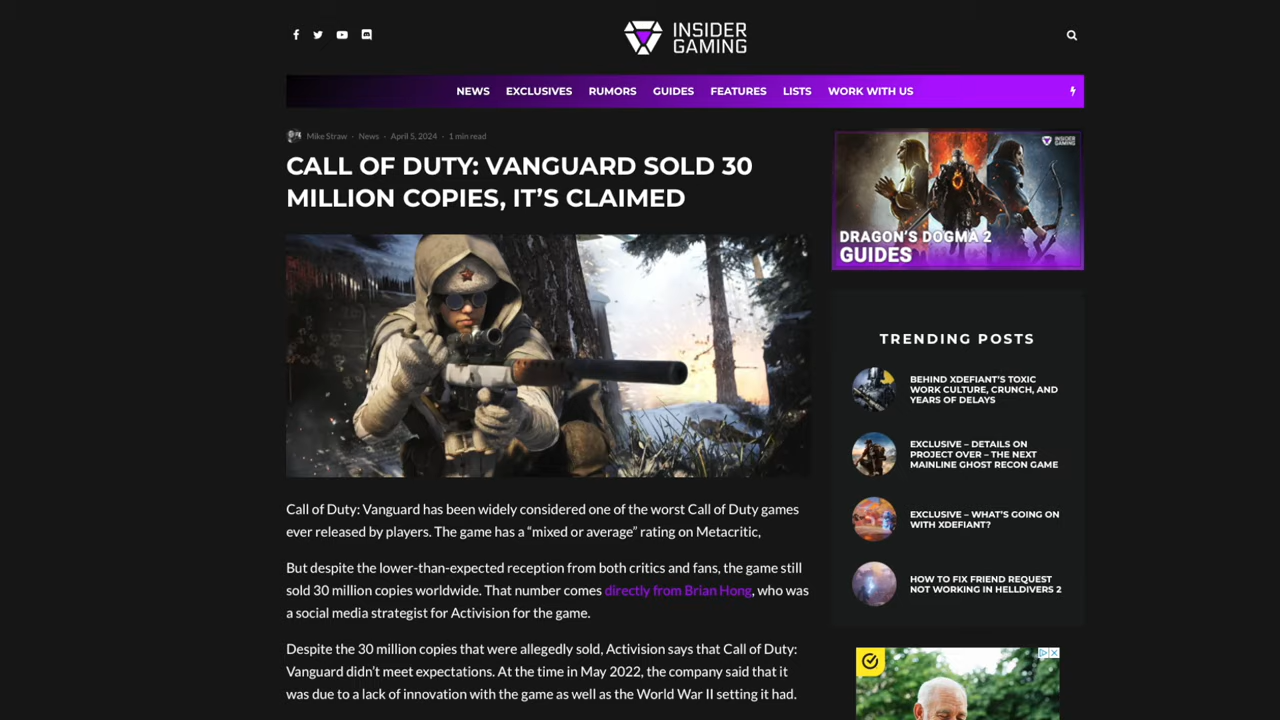 INSIDER
GAMING
NEWS EXCLUSIVES RUMORS GUIDES FEATURES LISTS WORK WITH US
Mike Straw · News · April 5, 2024 · 1 min read
CALL OF DUTY: VANGUARD SOLD 30
MILLION COPIES, IT’S CLAIMED
Call of Duty: Vanguard has been widely considered one of the worst Call of Duty games
ever released by players. The game has a “mixed or average” rating on Metacritic,
But despite the lower-than-expected reception from both critics and fans, the game still
sold 30 million copies worldwide. That number comes directly from Brian Hong, who was
a social media strategist for Activision for the game.
Despite the 30 million copies that were allegedly sold, Activision says that Call of Duty:
Vanguard didn’t meet expectations. At the time in May 2022, the company said that it
was due to a lack of innovation with the game as well as the World War II setting it had.
INSIDER
GAMING
DRAGON’S DOGMA 2
GUIDES
TRENDING POSTS
BEHIND XDEFIANT’S TOXIC
WORK CULTURE, CRUNCH, AND
YEARS OF DELAYS
EXCLUSIVE – DETAILS ON
PROJECT OVER – THE NEXT
MAINLINE GHOST RECON GAME
EXCLUSIVE – WHAT’S GOING ON
WITH XDEFIANT?
HOW TO FIX FRIEND REQUEST
NOT WORKING IN HELLDIVERS 2